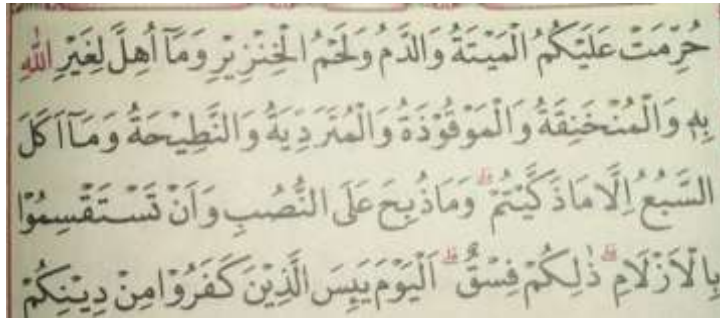 حُرِّمَتْ عَلَيْكُمُ الْمَيْتَةُ وَالدَّمُ وَلَحْمُ الْخِنْزِيْرِ وَمَآ اُهِلَّ لِغَيْرِ اللّٰهِ
بِهٖ وَالْمُنْخَنِقَةُ وَالْمَوْقُوْذَةُ وَالْمُتَرَدِّيَةُ وَالنَّطِيْحَةُ وَمَآ اَكَلَ
السَّبُعُ اِلَّا مَا ذَكَّيْتُمْ ۗ وَمَا ذُبِحَ عَلَى النُّصُبِ وَاَنْ تَسْتَقْسِمُوْا
بِالْاَزْلَامِ ۗ ذٰلِكُمْ فِسْقٌ ۗ اَلْيَوْمَ يَىِٕسَ الَّذِيْنَ كَفَرُوْا مِنْ دِيْنِكُمْ